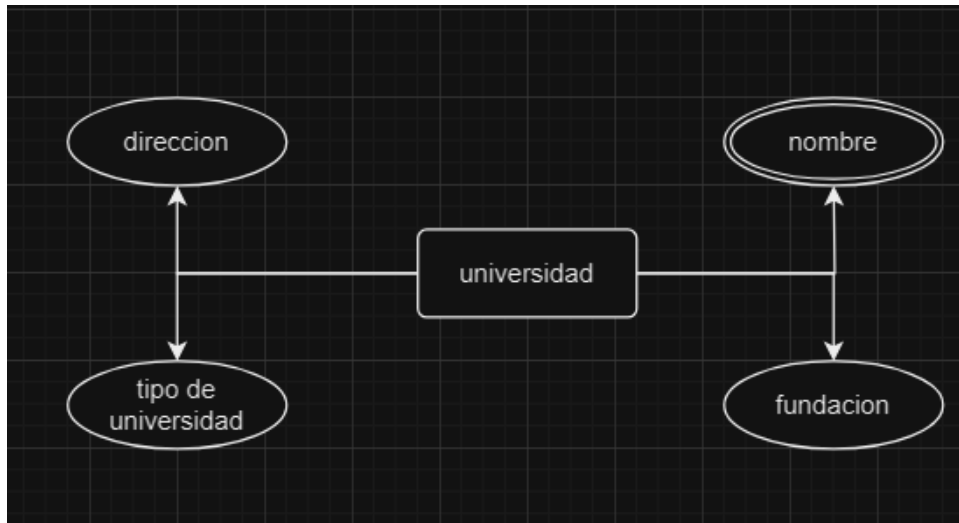 direccion
nombre
universidad
tipo de
universidad
fundacion